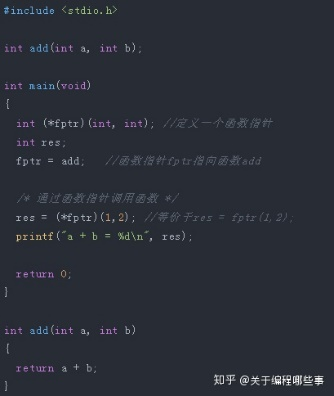 #include <stdio.h>
int add(int a, int b);
int main(void)
{
int (*fptr)(int, int); //定义一个函数指针
int res;
fptr = add; //函数指针fptr指向函数add
/* 通过函数指针调用函数 */
res = (*fptr)(1,2); //等价于res = fptr(1,2);
printf("a + b = %d\n", res);
return 0;
}
int add(int a, int b)
{
return a + b;
}
知乎 @关于编程哪些事